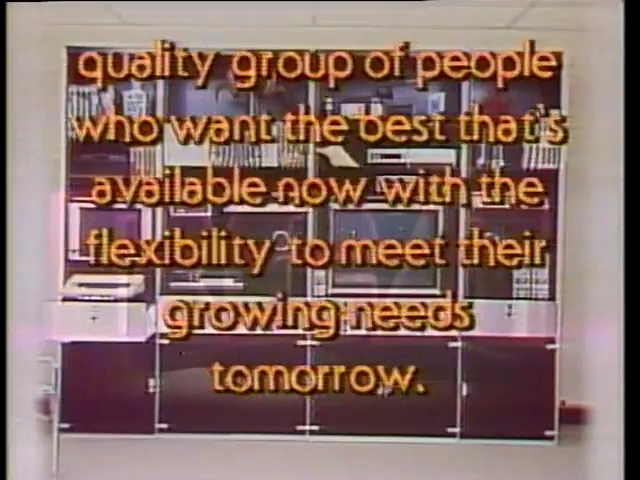 quality group of people
who want the best that's
available now with the
flexibility to meet their
growing needs
tomorrow.